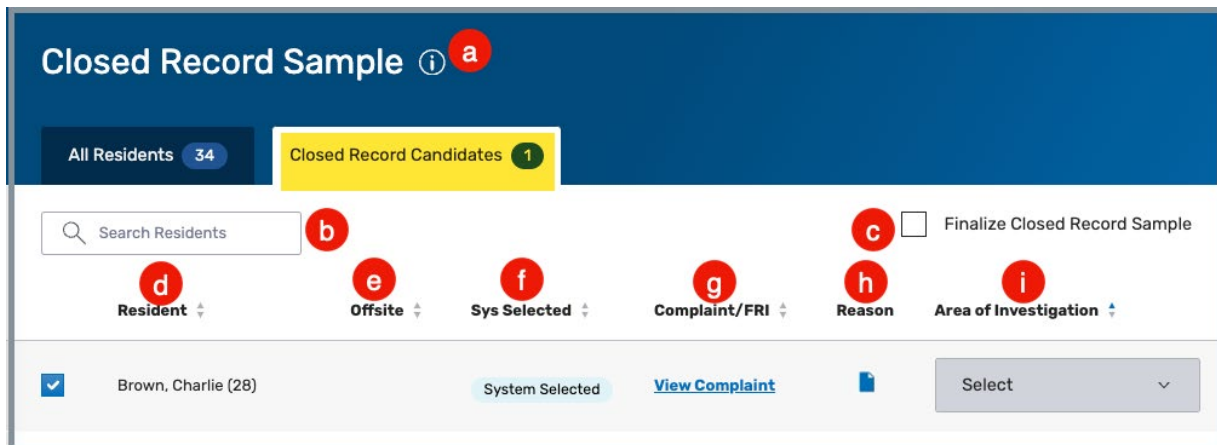 Closed Record Sample ⓘ a
All Residents 34 Closed Record Candidates 1
Search Residents b c Finalize Closed Record Sample
d e f g h i
Resident Offsite Sys Selected Complaint/FRI Reason Area of Investigation
Brown, Charlie (28) System Selected View Complaint Select